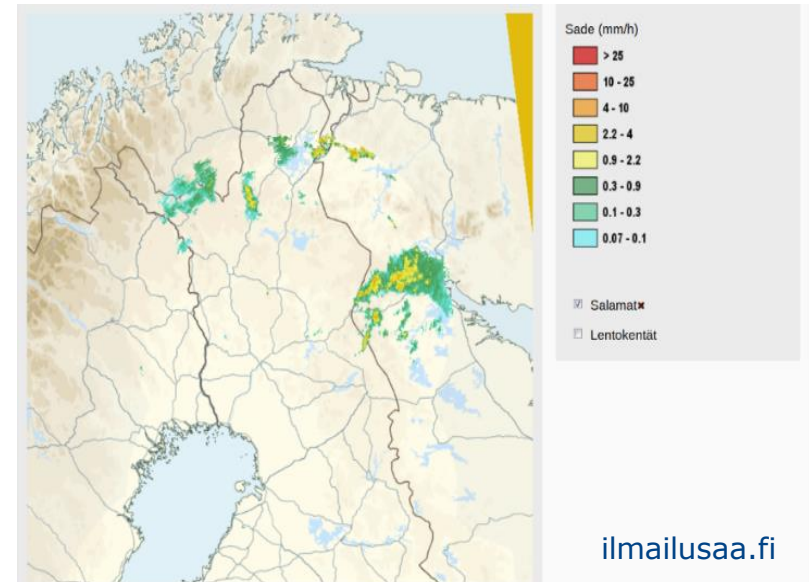 Sade (mm/h)
> 25
10 - 25
4 - 10
2.2 - 4
0.9 - 2.2
0.3 - 0.9
0.1 - 0.3
0.07 - 0.1
Salamat
Lentokentät
ilmailusaa.fi